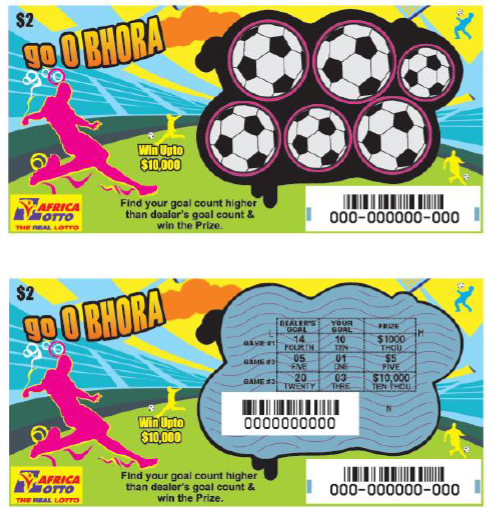 $2
go O BHORA
Win Upto
$10,000
AFRICA
LOTTO
THE REAL LOTTO
Find your goal count higher
than dealer's goal count &
win the Prize.
000-000000-000
$2
go O BHORA
DEALER'S GOAL YOUR GOAL PRIZE
L H
GAME #1 14 10 $1000
FOURTH TEN THOU
GAME #2 05 01 $5
FIVE ONE FIVE
GAME #3 20 03 $10,000
TWENTY THRE TEN THOU
N
0000000000
Win Upto
$10,000
AFRICA
LOTTO
THE REAL LOTTO
Find your goal count higher
than dealer's goal count &
win the Prize.
000-000000-000